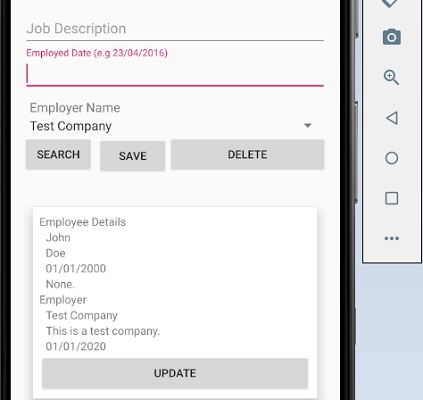 Job Description
Employed Date (e.g 23/04/2016)
Employer Name
Test Company
SEARCH SAVE DELETE
Employee Details
John
Doe
01/01/2000
None.
Employer
Test Company
This is a test company.
01/01/2020
UPDATE